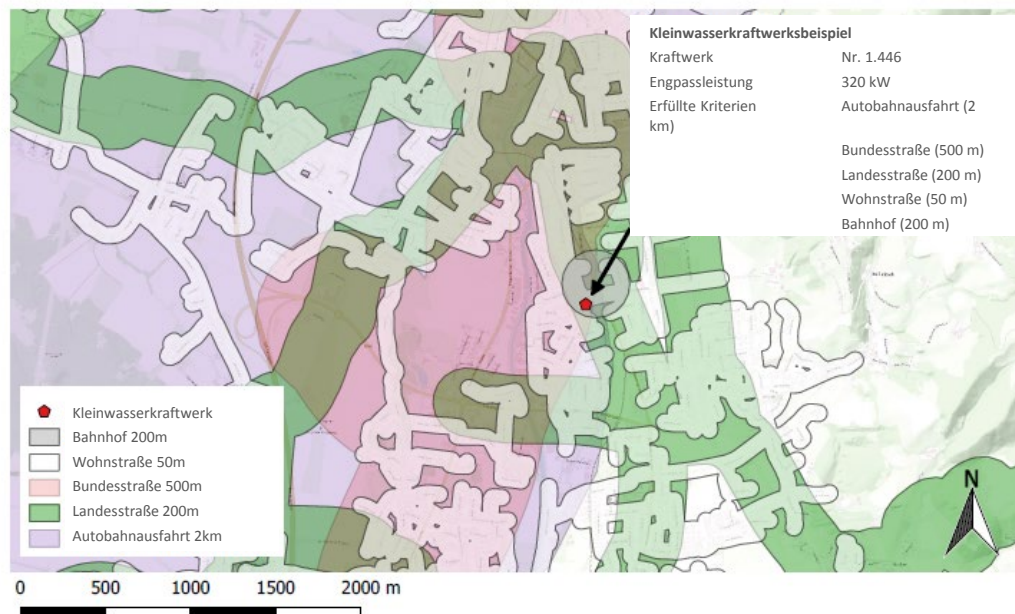 Kleinwasserkraftwerksbeispiel
Kraftwerk Nr. 1.446
Engpassleistung 320 kW
Erfüllte Kriterien Autobahnausfahrt (2
km)
Bundesstraße (500 m)
Landesstraße (200 m)
Wohnstraße (50 m)
Bahnhof (200 m)
Kleinwasserkraftwerk
Bahnhof 200m
Wohnstraße 50m
Bundesstraße 500m
Landesstraße 200m
Autobahnausfahrt 2km
N
0 500 1000 1500 2000 m